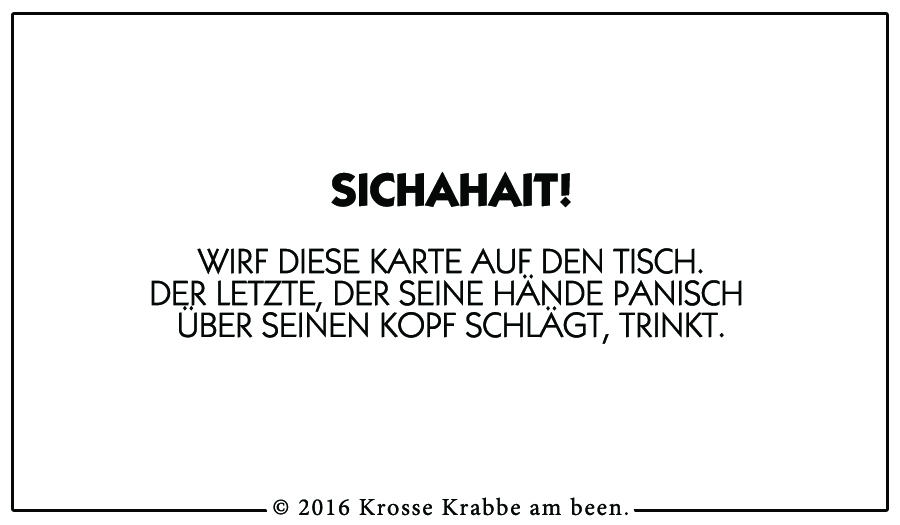 SICHAHAIT!
WIRF DIESE KARTE AUF DEN TISCH.
DER LETZTE, DER SEINE HÄNDE PANISCH
ÜBER SEINEN KOPF SCHLÄGT, TRINKT.
© 2016 Krosse Krabbe am been.